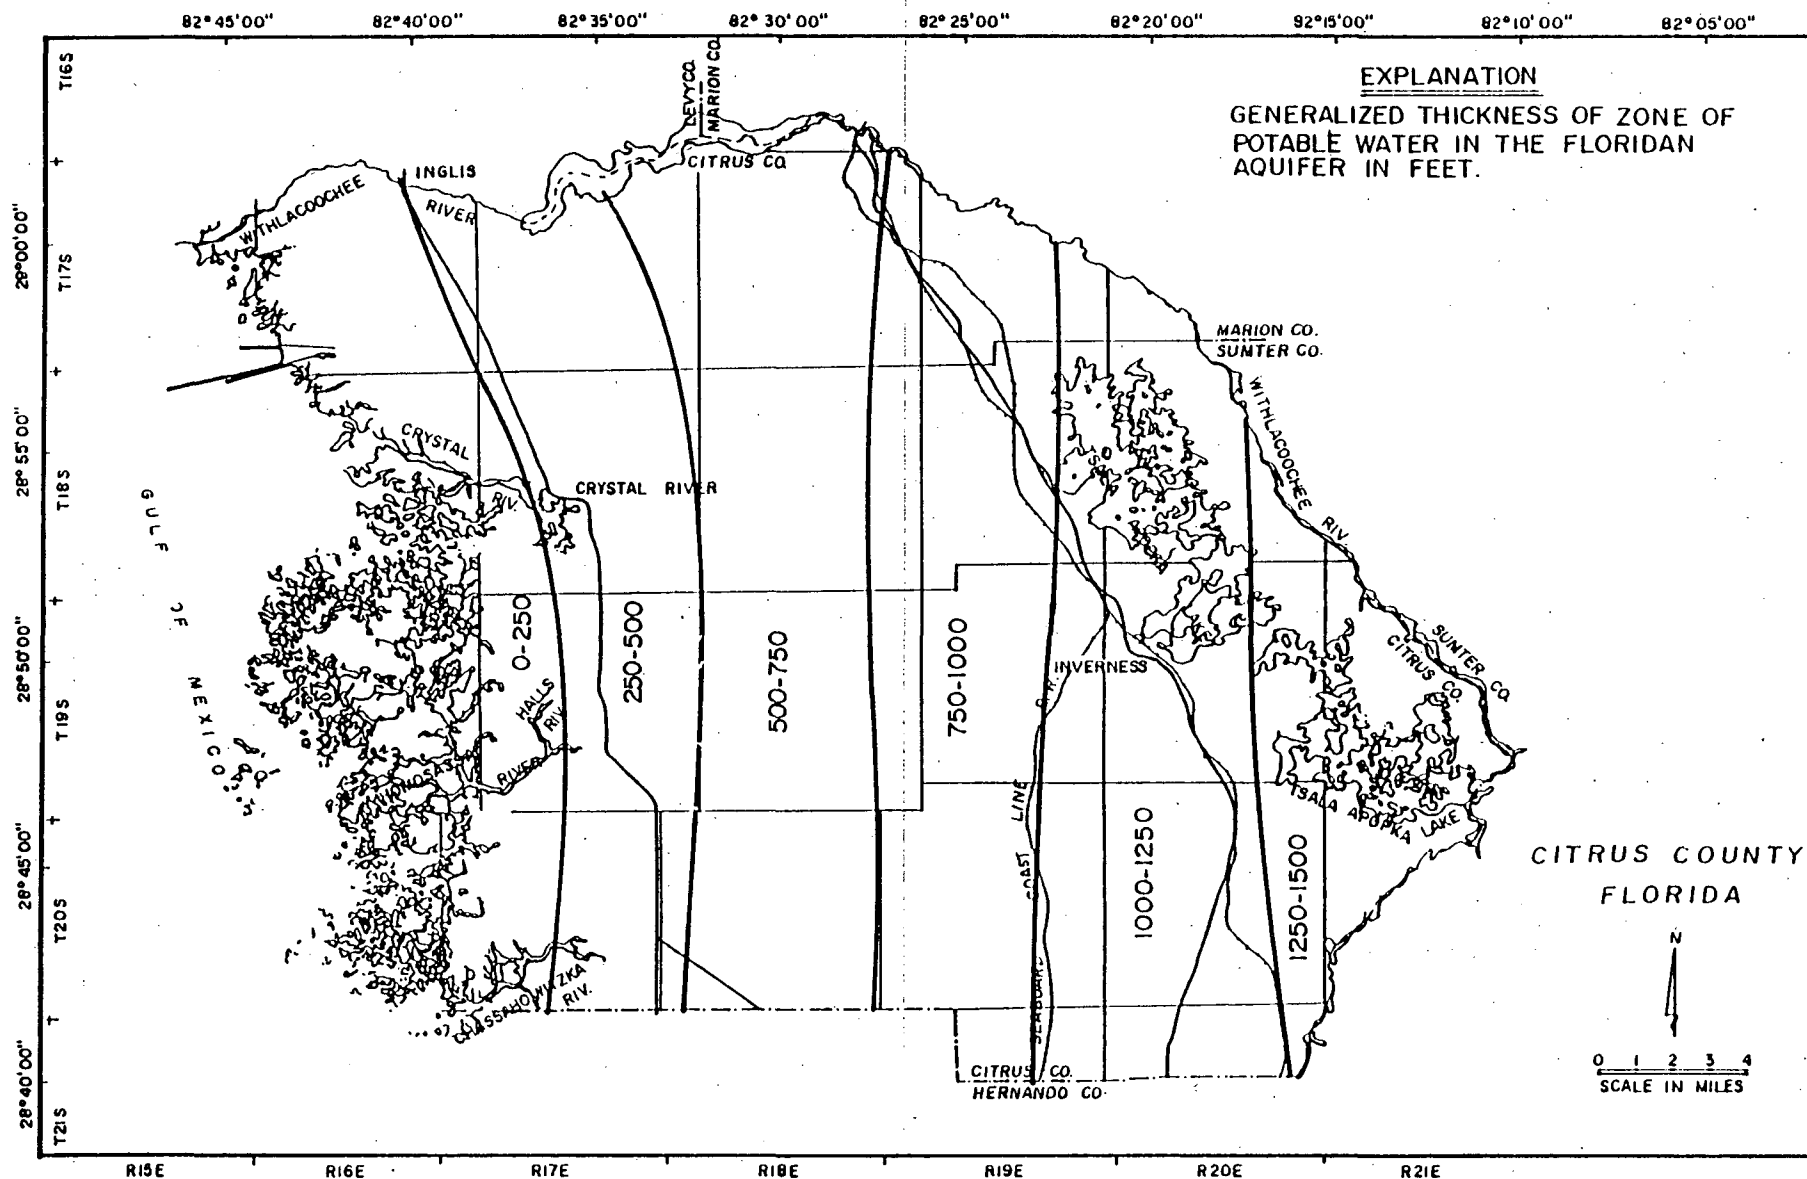 82°45'00" 82°40'00" 82°35'00" 82°30'00" 82°25'00" 82°20'00" 82°15'00" 82°10'00" 82°05'00"
T16S
LEVY CO.
MARION CO.
EXPLANATION
GENERALIZED THICKNESS OF ZONE OF
POTABLE WATER IN THE FLORIDAN
AQUIFER IN FEET.
CITRUS CO.
INGLIS
WITHLACOOCHEE
RIVER
29°00'00"
T17S
MARION CO.
SUMTER CO.
WITHLACOOCHEE RIV.
28°55'00"
T18S
CRYSTAL
RIV.
CRYSTAL RIVER
GULF OF MEXICO
28°50'00"
T19S
0-250
250-500
500-750
750-1000
INVERNESS
SUMTER CO.
CITRUS CO.
HALLS
RIV.
RIVER
TSALA APOPKA LAKE
28°45'00"
T20S
SEABOARD COAST LINE
1000-1250
1250-1500
CITRUS COUNTY
FLORIDA
N
CHASSAHOWITZKA
RIV.
0 1 2 3 4
SCALE IN MILES
28°40'00"
T21S
CITRUS CO.
HERNANDO CO.
R15E R16E R17E R18E R19E R20E R21E